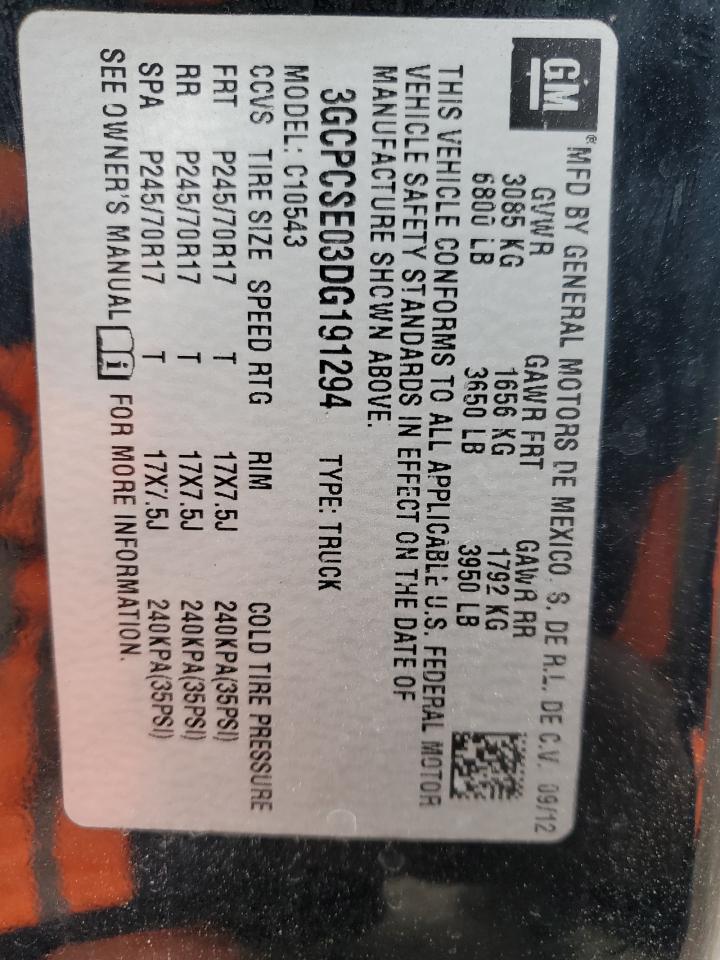 GM® MFD BY GENERAL MOTORS DE MEXICO S. DE R.L. DE C.V. 09/12
GVWR GAWR FRT GAWR RR
3085 KG 1656 KG 1792 KG
6800 LB 3650 LB 3950 LB
THIS VEHICLE CONFORMS TO ALL APPLICABLE U.S. FEDERAL MOTOR
VEHICLE SAFETY STANDARDS IN EFFECT ON THE DATE OF
MANUFACTURE SHOWN ABOVE.
3GCPCSE03DG191294 TYPE: TRUCK
MODEL: C10543
CCVS TIRE SIZE SPEED RTG RIM COLD TIRE PRESSURE
FRT P245/70R17 T 17X7.5J 240KPA(35PSI)
RR P245/70R17 T 17X7.5J 240KPA(35PSI)
SPA P245/70R17 T 17X7.5J 240KPA(35PSI)
SEE OWNER'S MANUAL FOR MORE INFORMATION.